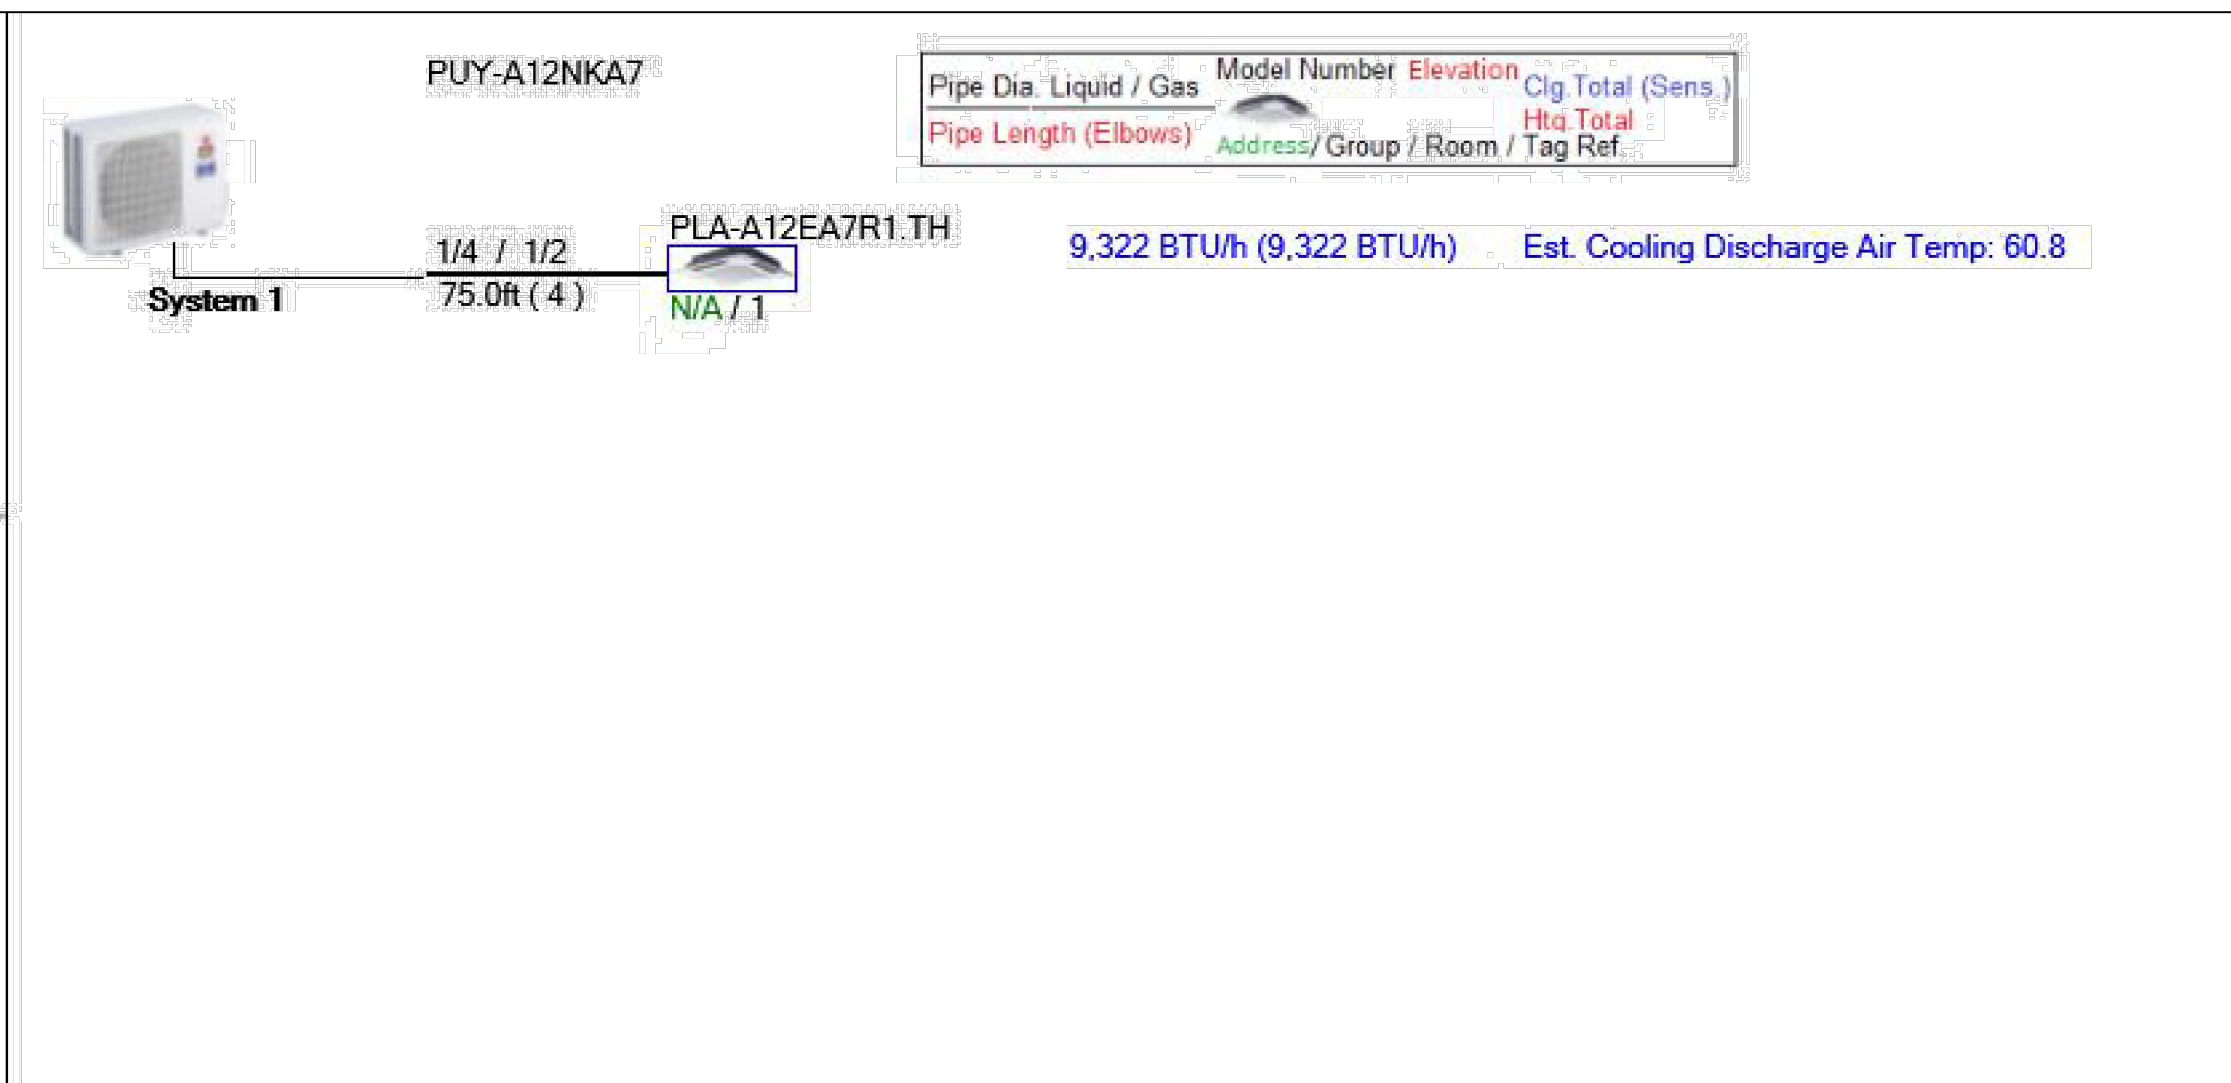 PUY-A12NKA7
Pipe Dia. Liquid / Gas
Pipe Length (Elbows)
Model Number Elevation
Clg.Total (Sens.)
Htg.Total
Address/ Group / Room / Tag Ref.
System 1
1/4 / 1/2
75.0ft ( 4 )
PLA-A12EA7R1.TH
N/A / 1
9,322 BTU/h (9,322 BTU/h)
Est. Cooling Discharge Air Temp: 60.8